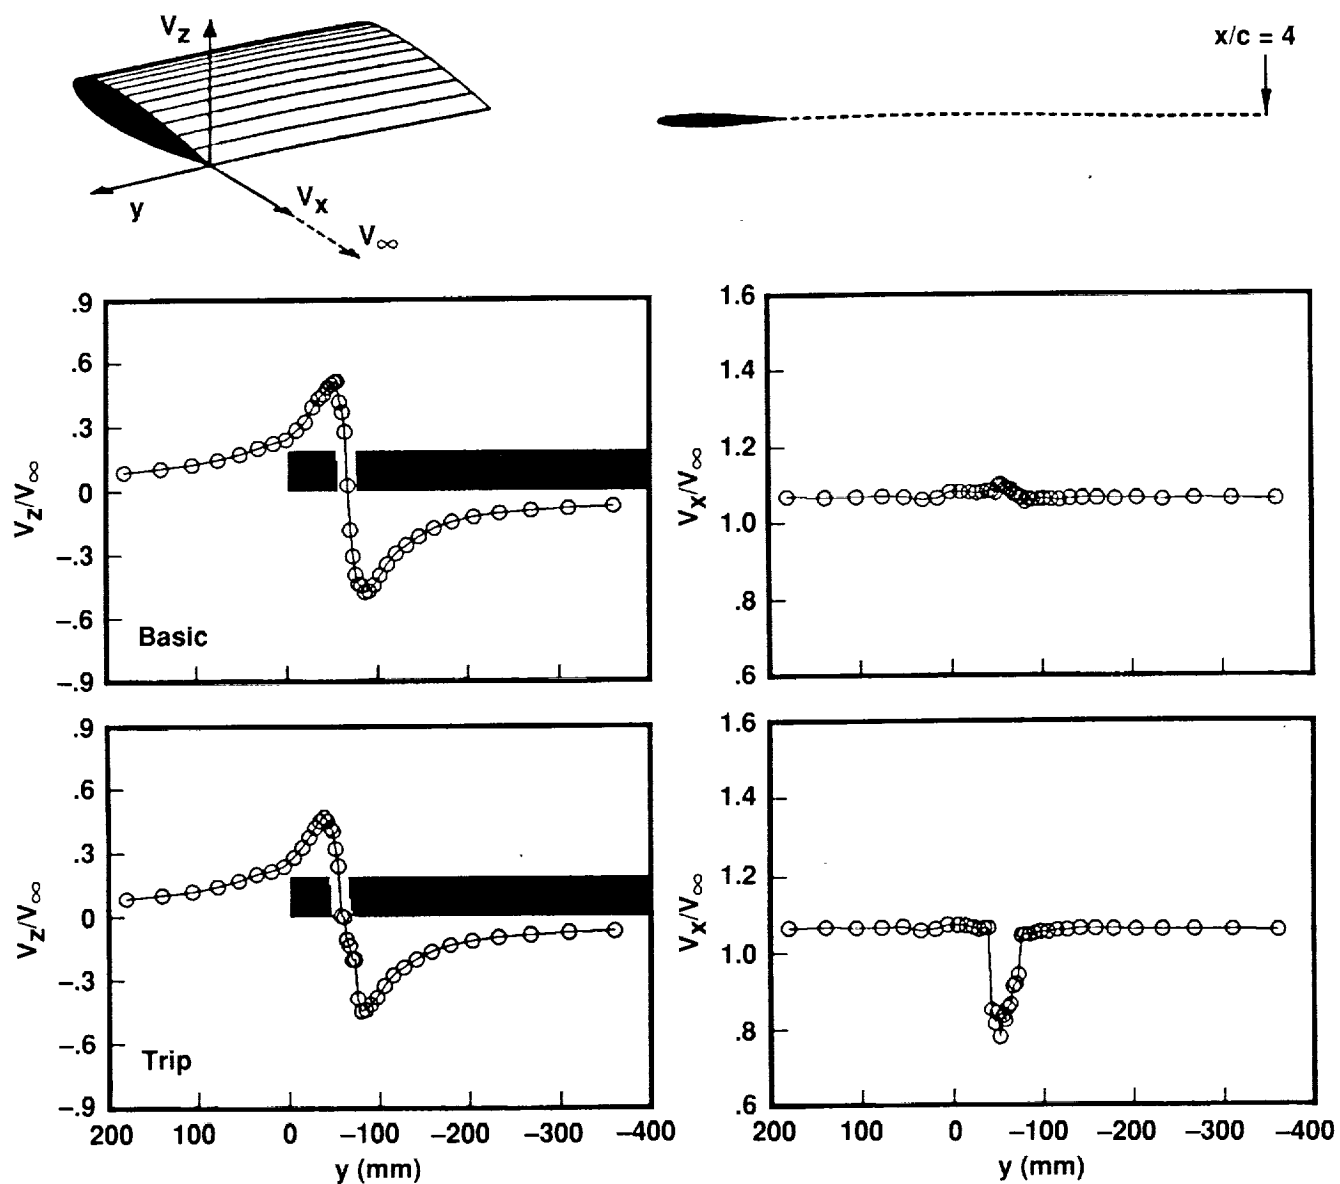 V_z
x/c = 4
V_x
y
V_∞
.9
.6
.3
0
−.3
−.6
−.9
V_z/V_∞
Basic
1.6
1.4
1.2
1.0
.8
.6
V_x/V_∞
.9
.6
.3
0
−.3
−.6
−.9
V_z/V_∞
Trip
200 100 0 −100 −200 −300 −400
y (mm)
1.6
1.4
1.2
1.0
.8
.6
V_x/V_∞
200 100 0 −100 −200 −300 −400
y (mm)